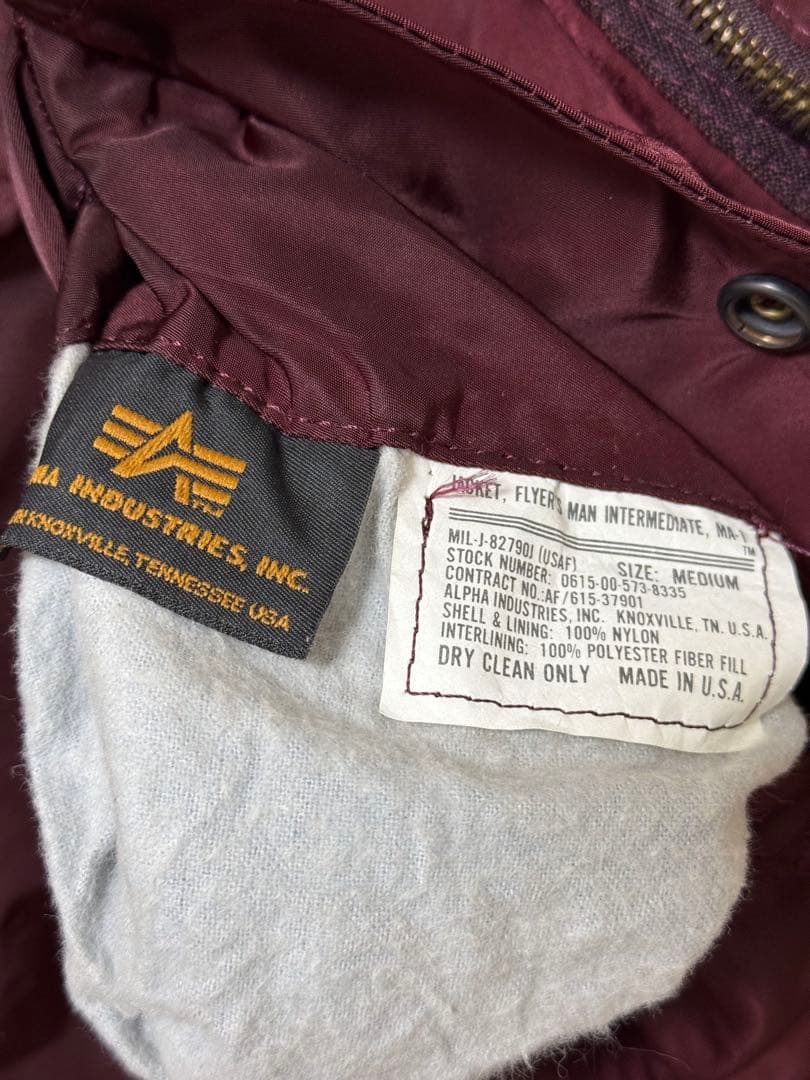 INDUSTRIES, INC.
KNOXVILLE, TENNESSEE USA
JACKET, FLYER'S MAN INTERMEDIATE, MA-1
TM
MIL-J-82790J (USAF) SIZE: MEDIUM
STOCK NUMBER: 0615-00-573-8335
CONTRACT NO.:AF/615-37901
ALPHA INDUSTRIES, INC. KNOXVILLE, TN. U.S.A.
SHELL & LINING: 100% NYLON
INTERLINING: 100% POLYESTER FIBER FILL
DRY CLEAN ONLY MADE IN U.S.A.